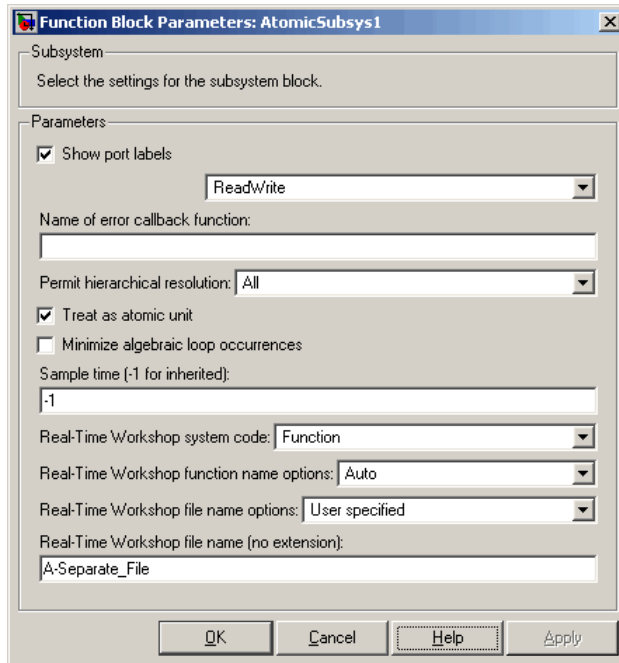 Function Block Parameters: AtomicSubsys1
Subsystem
Select the settings for the subsystem block.
Parameters
Show port labels
ReadWrite
Name of error callback function:
Permit hierarchical resolution: All
Treat as atomic unit
Minimize algebraic loop occurrences
Sample time (-1 for inherited):
-1
Real-Time Workshop system code: Function
Real-Time Workshop function name options: Auto
Real-Time Workshop file name options: User specified
Real-Time Workshop file name (no extension):
A-Separate_File
OK Cancel Help Apply